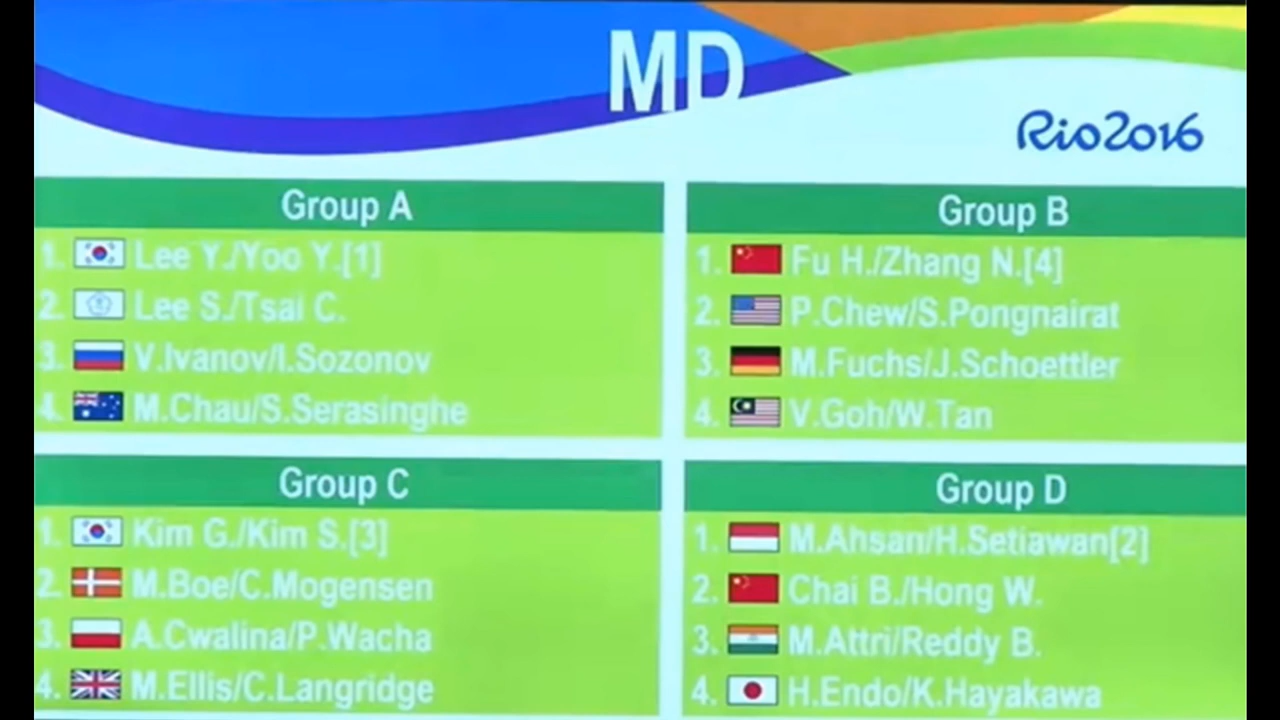 MD
Rio2016
Group A
1. Lee Y./Yoo Y.[1]
2. Lee S./Tsai C.
3. V.Ivanov/I.Sozonov
4. M.Chau/S.Serasinghe
Group B
1. Fu H./Zhang N.[4]
2. P.Chew/S.Pongnairat
3. M.Fuchs/J.Schoettler
4. V.Goh/W.Tan
Group C
1. Kim G./Kim S.[3]
2. M.Boe/C.Mogensen
3. A.Cwalina/P.Wacha
4. M.Ellis/C.Langridge
Group D
1. M.Ahsan/H.Setiawan[2]
2. Chai B./Hong W.
3. M.Attri/Reddy B.
4. H.Endo/K.Hayakawa